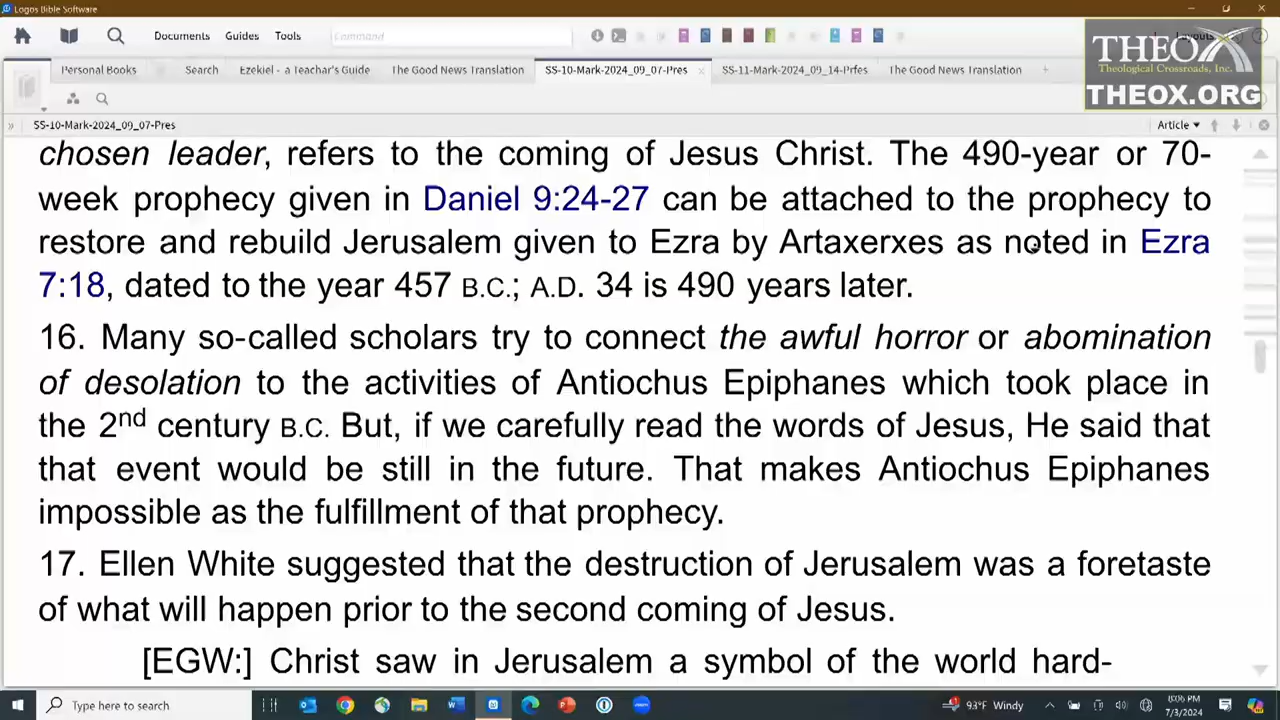 Logos Bible Software
Documents Guides Tools Command
THEOX
Theological Crossroads, Inc.
THEOX.ORG
Personal Books Search Ezekiel - a Teacher's Guide SS-10-Mark-2024_09_07-Pres SS-11-Mark-2024_09_14-Pres The Good News Translation +
SS-10-Mark-2024_09_07-Pres Article
chosen leader, refers to the coming of Jesus Christ. The 490-year or 70-
week prophecy given in Daniel 9:24-27 can be attached to the prophecy to
restore and rebuild Jerusalem given to Ezra by Artaxerxes as noted in Ezra
7:18, dated to the year 457 B.C.; A.D. 34 is 490 years later.
16. Many so-called scholars try to connect the awful horror or abomination
of desolation to the activities of Antiochus Epiphanes which took place in
the 2nd century B.C. But, if we carefully read the words of Jesus, He said that
that event would be still in the future. That makes Antiochus Epiphanes
impossible as the fulfillment of that prophecy.
17. Ellen White suggested that the destruction of Jerusalem was a foretaste
of what will happen prior to the second coming of Jesus.
[EGW:] Christ saw in Jerusalem a symbol of the world hard-
Type here to search
93°F Windy
8:06 PM
7/3/2024